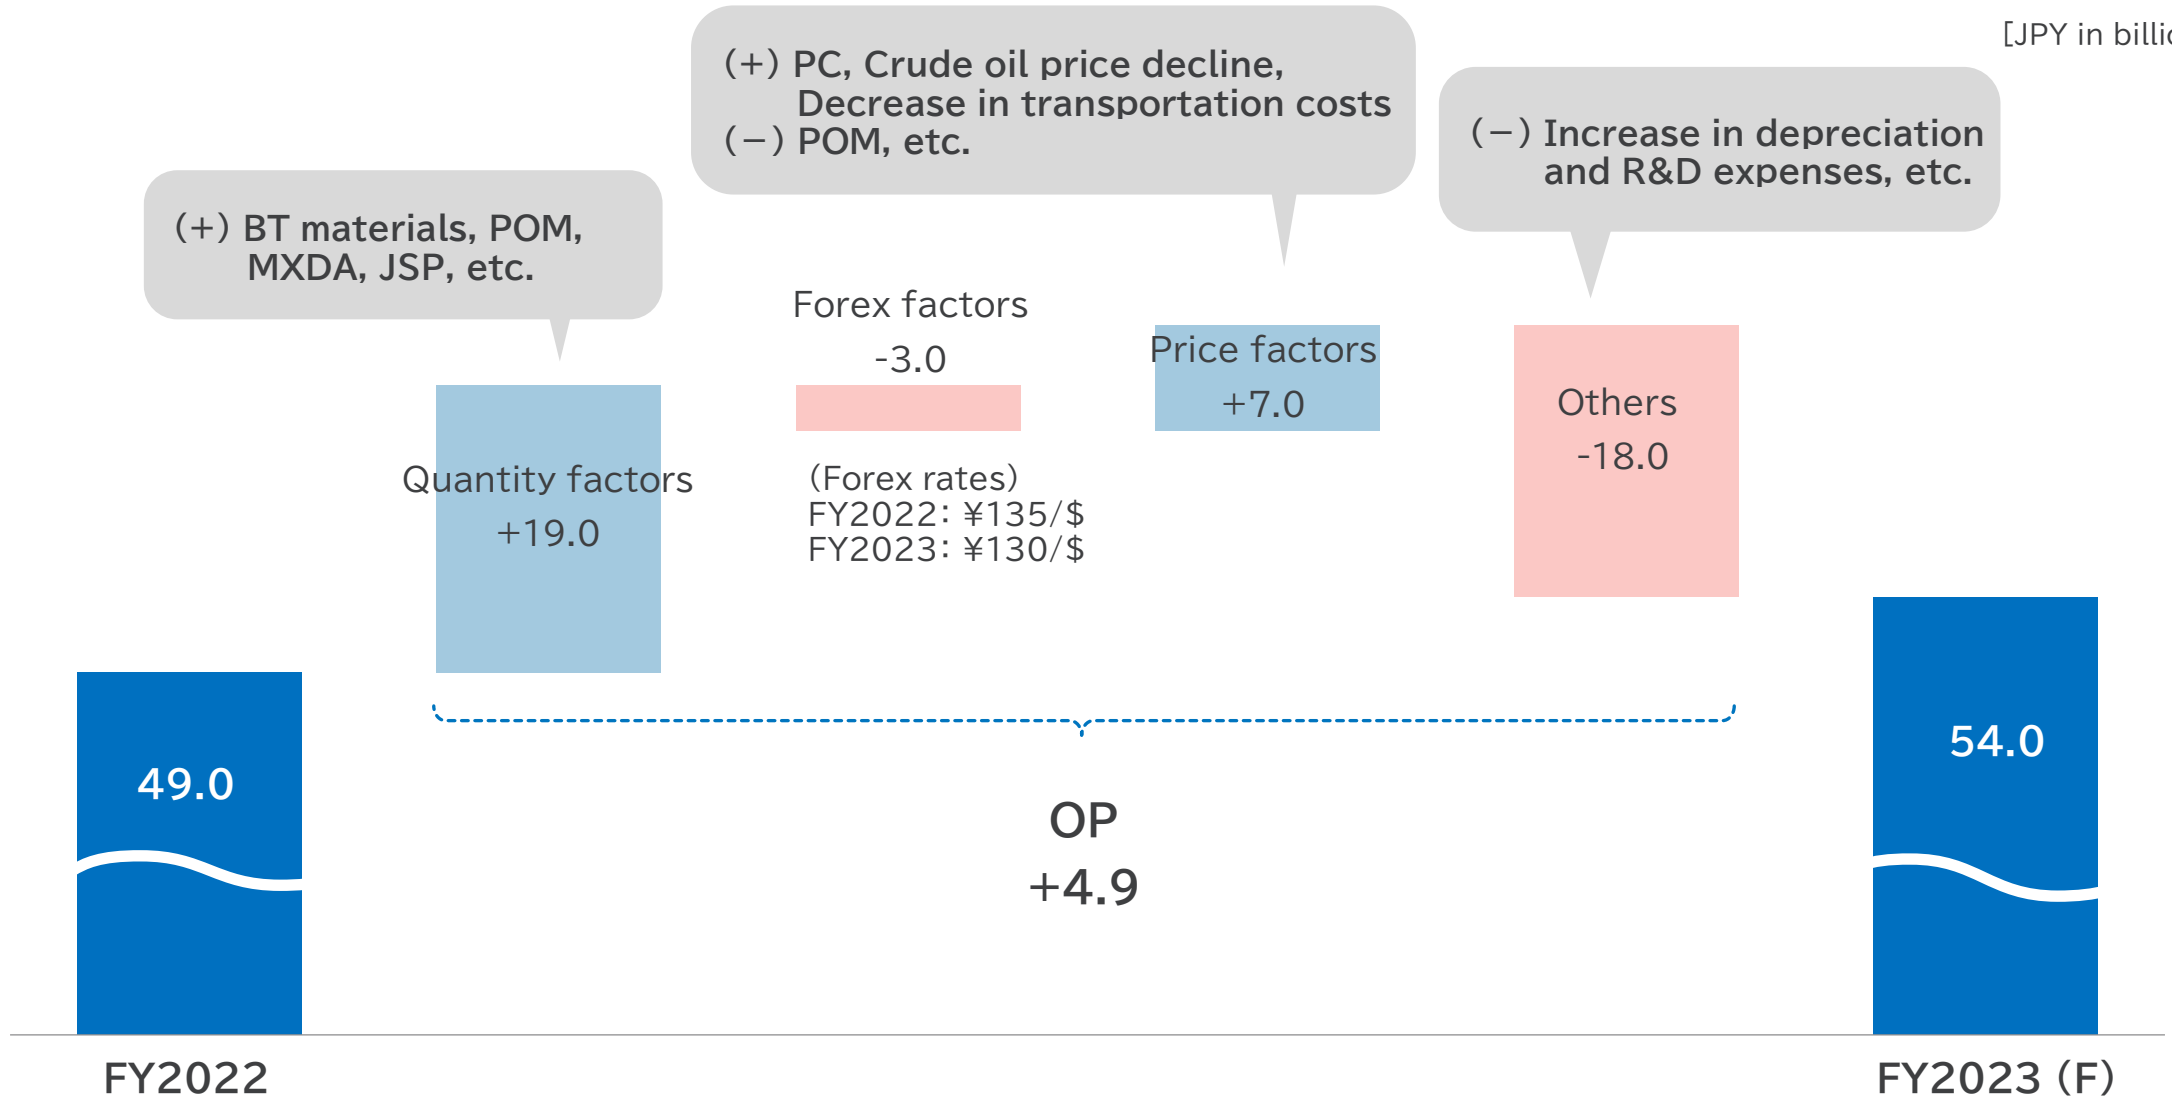 [JPY in billio
(+) PC, Crude oil price decline,
Decrease in transportation costs
(−) POM, etc.
(−) Increase in depreciation
and R&D expenses, etc.
(+) BT materials, POM,
MXDA, JSP, etc.
Forex factors
-3.0
Price factors
+7.0
Others
-18.0
Quantity factors
+19.0
(Forex rates)
FY2022: ¥135/$
FY2023: ¥130/$
49.0
54.0
OP
+4.9
FY2022
FY2023 (F)